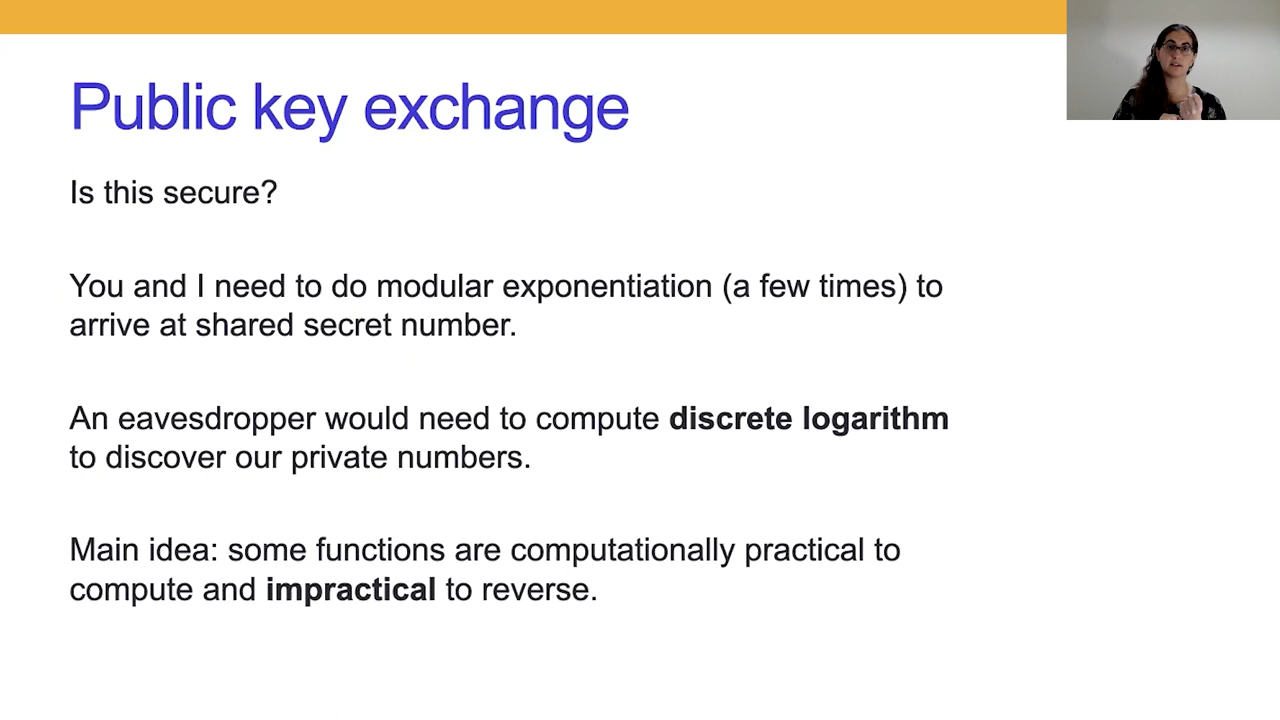 Public key exchange
Is this secure?
You and I need to do modular exponentiation (a few times) to
arrive at shared secret number.
An eavesdropper would need to compute discrete logarithm
to discover our private numbers.
Main idea: some functions are computationally practical to
compute and impractical to reverse.